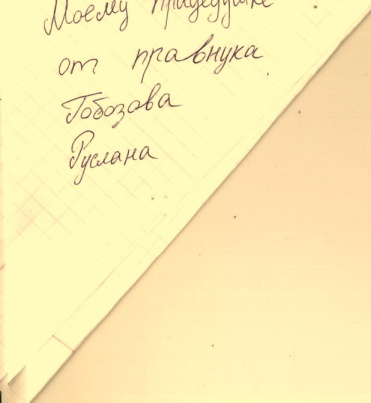 Моему прадедушке
от правнука
Гобозова
Руслана